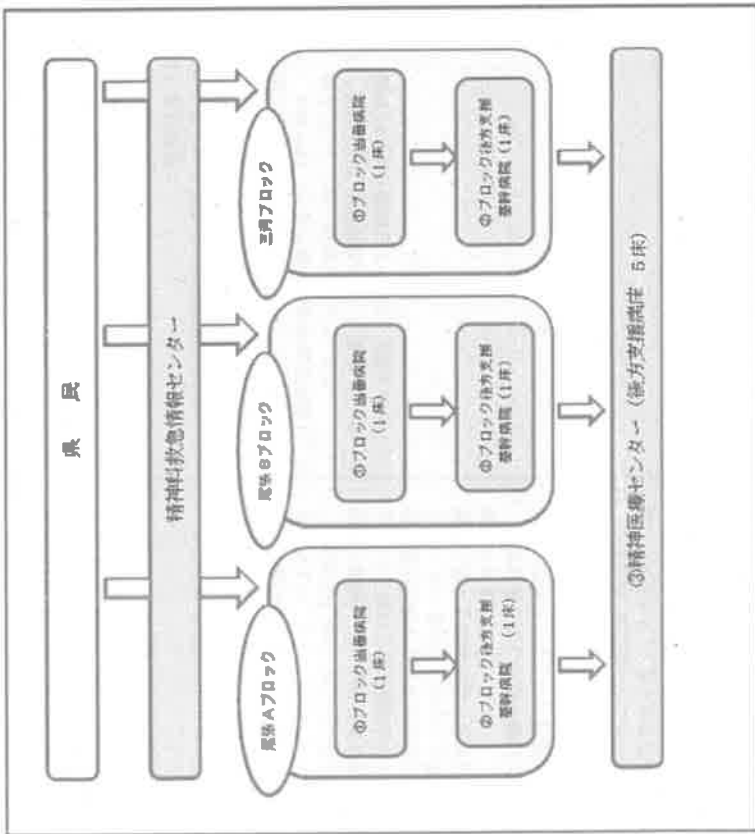 県 民
精神科救急情報センター
尾張Aブロック
①ブロック当番病院
(1床)
②ブロック後方支援
基幹病院 (1床)
尾張Bブロック
①ブロック当番病院
(1床)
②ブロック後方支援
基幹病院(1床)
三河ブロック
①ブロック当番病院
(1床)
②ブロック後方支援
基幹病院(1床)
③精神医療センター(後方支援病床 5床)